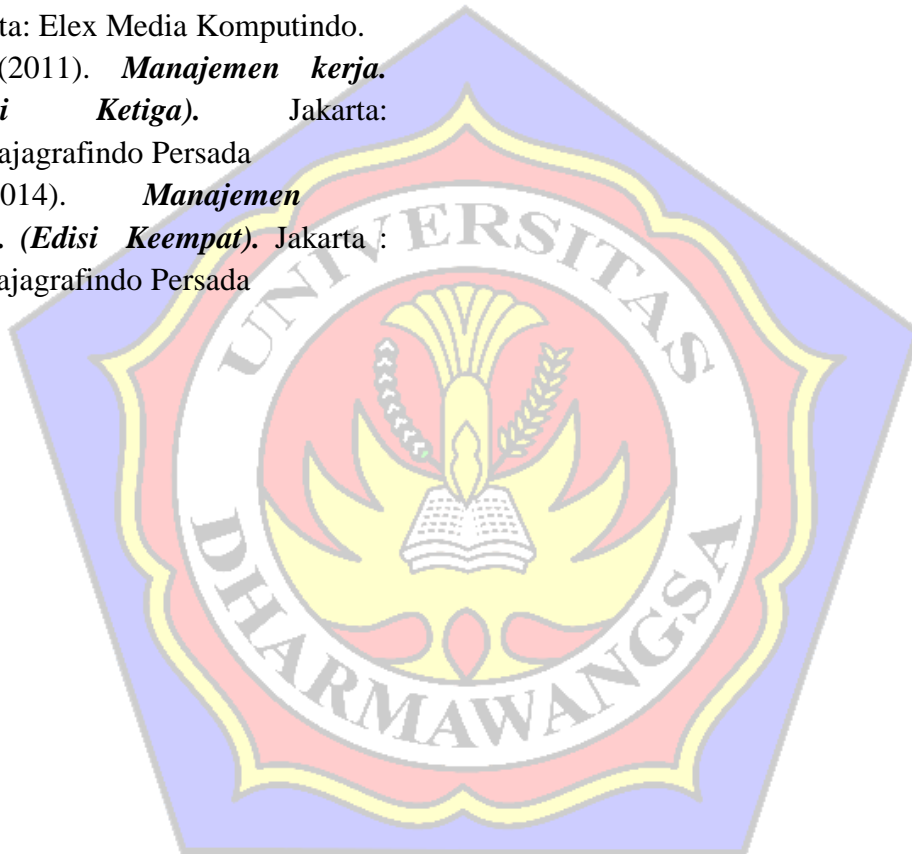 ta: Elex Media Komputindo.
(2011). Manajemen kerja.
i Ketiga). Jakarta:
ajagrafindo Persada
014). Manajemen
. (Edisi Keempat). Jakarta :
ajagrafindo Persada
UNIVERSITAS
DHARMAWANGSA